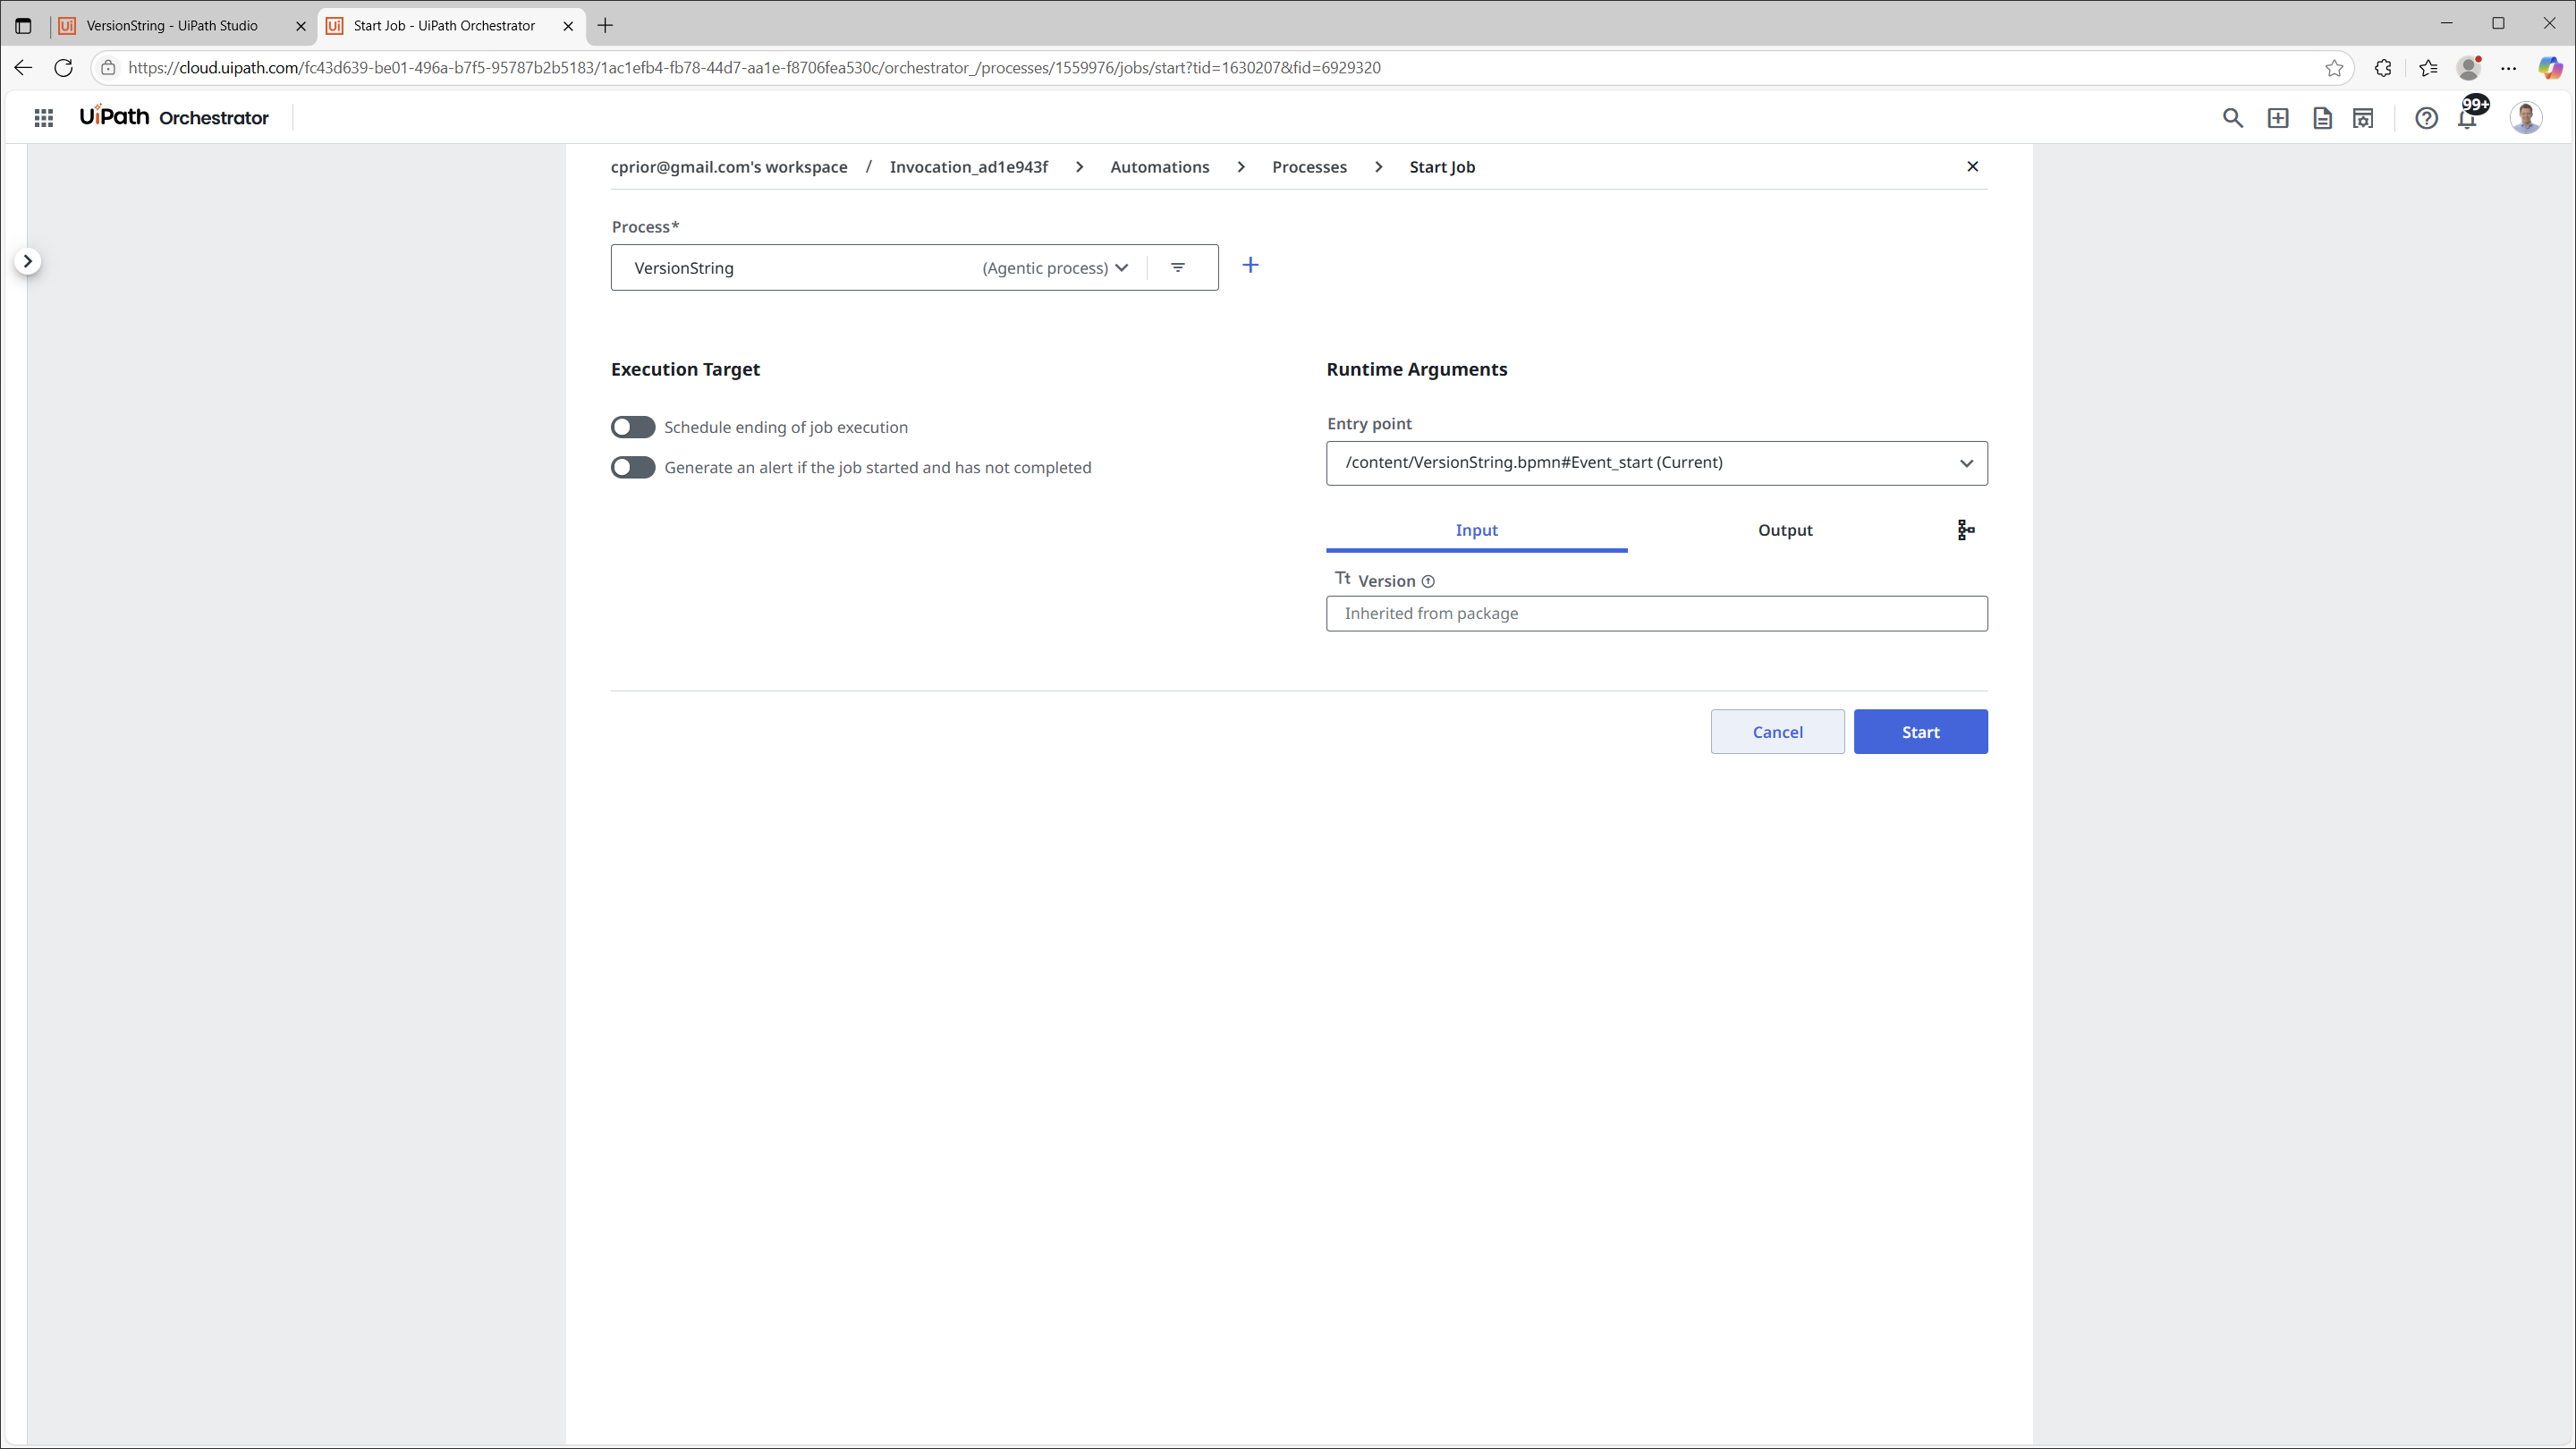 VersionString - UiPath Studio
Start Job - UiPath Orchestrator
https://cloud.uipath.com/fc43d639-be01-496a-b7f5-95787b2b5183/1ac1efb4-fb78-44d7-aa1e-f8706fea530c/orchestrator_/processes/1559976/jobs/start?tid=1630207&fid=6929320
UiPath Orchestrator
99+
cprior@gmail.com's workspace / Invocation_ad1e943f > Automations > Processes > Start Job
Process*
VersionString (Agentic process)
Execution Target
Schedule ending of job execution
Generate an alert if the job started and has not completed
Runtime Arguments
Entry point
/content/VersionString.bpmn#Event_start (Current)
Input Output
Tt Version
Inherited from package
Cancel Start